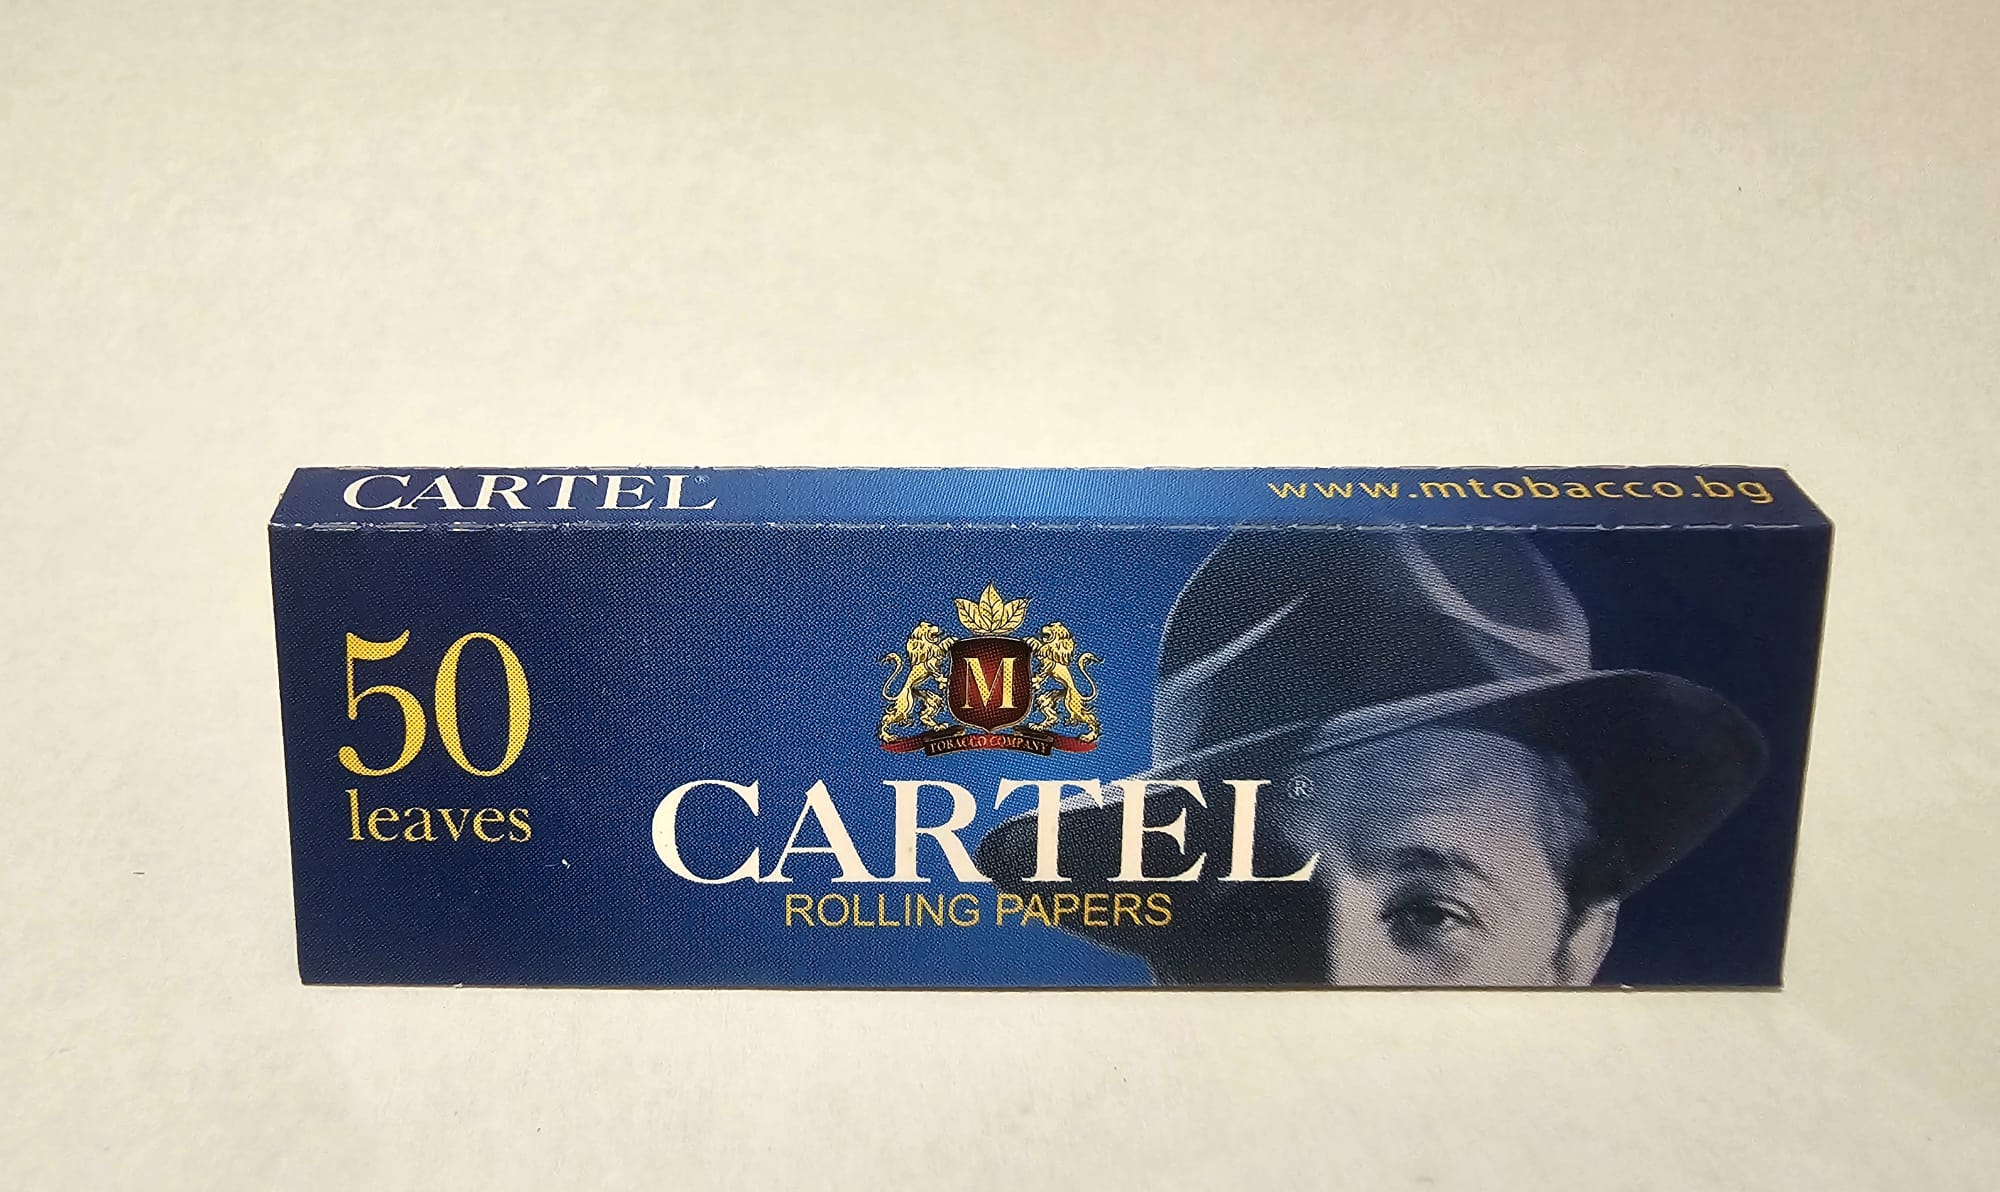 CARTEL®
www.mtobacco.bg
50
leaves
M
TOBACCO COMPANY
CARTEL®
ROLLING PAPERS